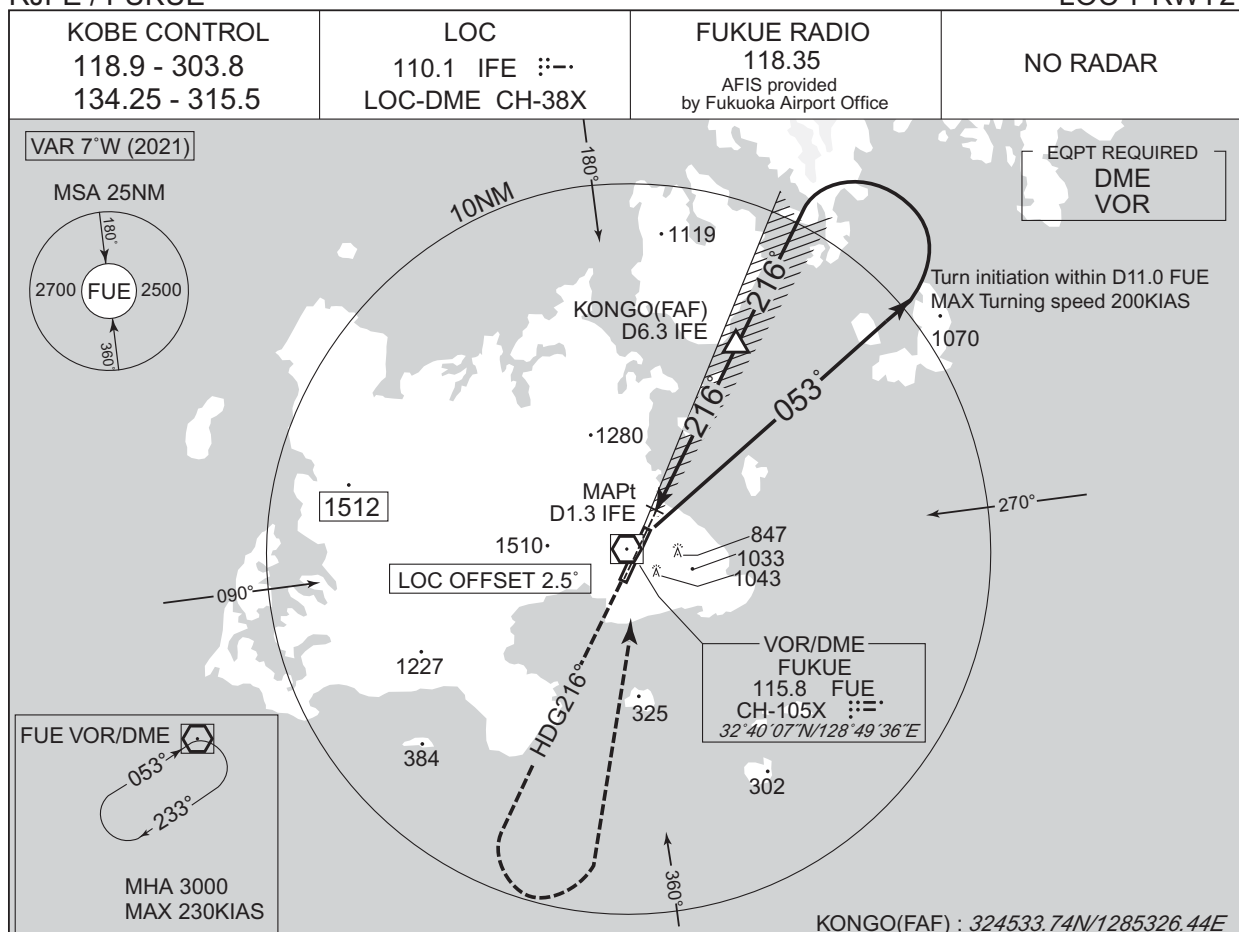 RJFE / FUKUE
LOC Y RWY21
KOBE CONTROL
118.9 - 303.8
134.25 - 315.5
LOC
110.1 IFE
LOC-DME CH-38X
FUKUE RADIO
118.35
AFIS provided
by Fukuoka Airport Office
NO RADAR
VAR 7°W (2021)
MSA 25NM
180°
2700
FUE
2500
360°
10NM
180°
1119
EQPT REQUIRED
DME
VOR
216°
Turn initiation within D11.0 FUE
MAX Turning speed 200KIAS
KONGO(FAF)
D6.3 IFE
1070
053°
216°
1280
1512
MAPt
D1.3 IFE
270°
1510
847
1033
1043
LOC OFFSET 2.5°
090°
1227
VOR/DME
FUKUE
115.8 FUE
CH-105X
32°40′07″N/128°49′36″E
HDG216°
325
384
302
FUE VOR/DME
053°
233°
MHA 3000
MAX 230KIAS
360°
KONGO(FAF) : 324533.74N/1285326.44E